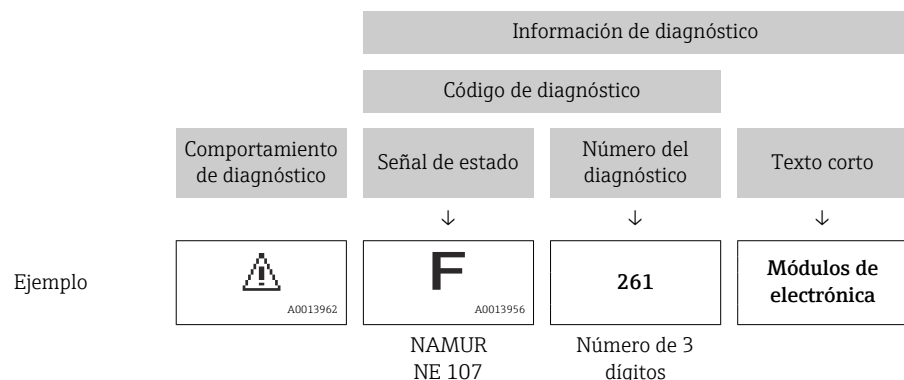 Información de diagnóstico
Código de diagnóstico
Comportamiento
de diagnóstico
Señal de estado
Número del
diagnóstico
Texto corto
↓
↓
↓
Ejemplo
A0013962
F
A0013956
261
Módulos de
electrónica
NAMUR
NE 107
Número de 3
dígitos